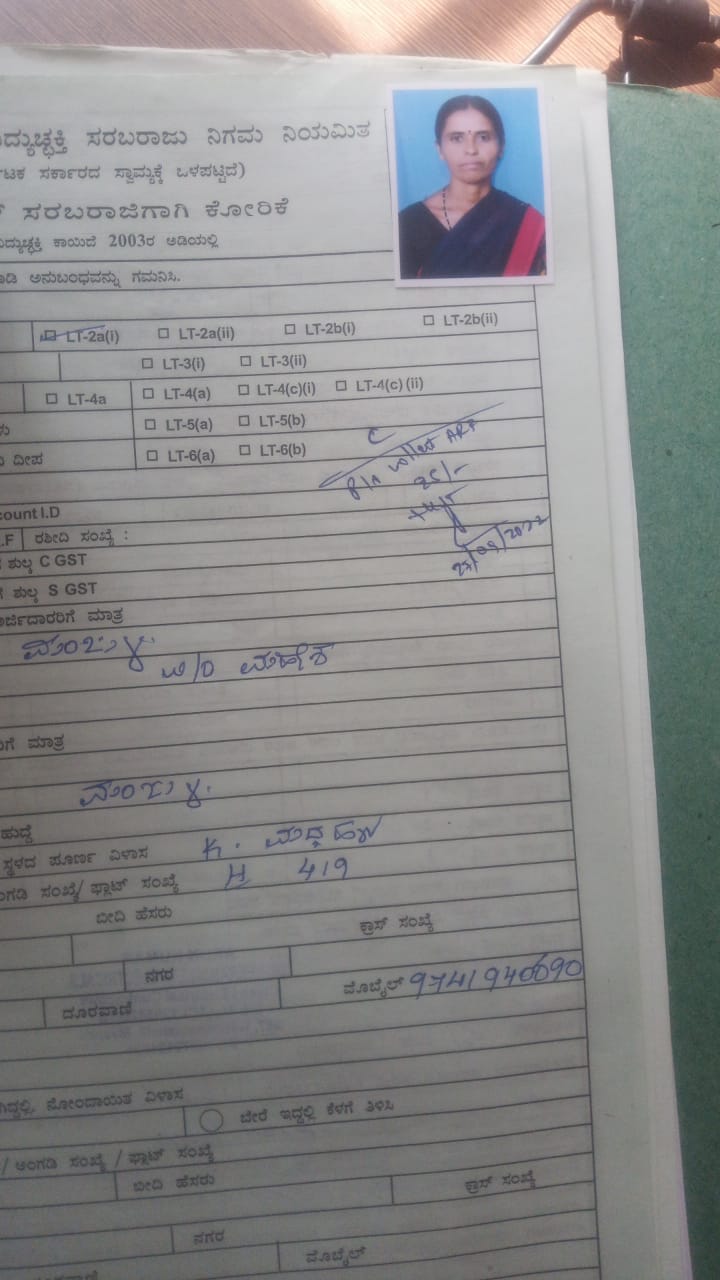 ದ್ಯುಚ್ಛಕ್ತಿ ಸರಬರಾಜು ನಿಗಮ ನಿಯಮಿತ
ಟಕ ಸರ್ಕಾರದ ಸ್ವಾಮ್ಯಕ್ಕೆ ಒಳಪಟ್ಟಿದೆ)
ಸರಬರಾಜಿಗಾಗಿ ಕೋರಿಕೆ
ದ್ಯುಚ್ಛಕ್ತಿ ಕಾಯಿದೆ 2003ರ ಅಡಿಯಲ್ಲಿ
ಅನುಬಂಧವನ್ನು ಗಮನಿಸಿ.
LT-2a(i) LT-2a(ii) LT-2b(i) LT-2b(ii)
LT-3(i) LT-3(ii)
LT-4a LT-4(a) LT-4(c)(i) LT-4(c)(ii)
LT-5(a) LT-5(b)
ದೀಪ LT-6(a) LT-6(b)
25/-
count I.D
.F ರಶೀದಿ ಸಂಖ್ಯೆ :
ಶುಲ್ಕ C GST
ಶುಲ್ಕ S GST
ರ್ಜಿದಾರರಿಗೆ ಮಾತ್ರ
ಮಂಜುಳ W/O ಮಹೇಶ
ಗೆ ಮಾತ್ರ
ಮಂಜುಳ.
ಹುದ್ದೆ
ಸ್ಥಳದ ಪೂರ್ಣ ವಿಳಾಸ K.
ಂಗಡಿ ಸಂಖ್ಯೆ/ ಫ್ಲಾಟ್ ಸಂಖ್ಯೆ H 419
ಬೀದಿ ಹೆಸರು ಕ್ರಾಸ್ ಸಂಖ್ಯೆ
ನಗರ
ದೂರವಾಣಿ ಮೊಬೈಲ್
ಗಿದ್ದಲ್ಲಿ, ನೋಂದಾಯಿತ ವಿಳಾಸ
ಬೇರೆ ಇದ್ದಲ್ಲಿ ಕೆಳಗೆ ತಿಳಿಸಿ
/ ಅಂಗಡಿ ಸಂಖ್ಯೆ / ಫ್ಲಾಟ್ ಸಂಖ್ಯೆ
ಬೀದಿ ಹೆಸರು ಕ್ರಾಸ್ ಸಂಖ್ಯೆ
ನಗರ
ಮೊಬೈಲ್